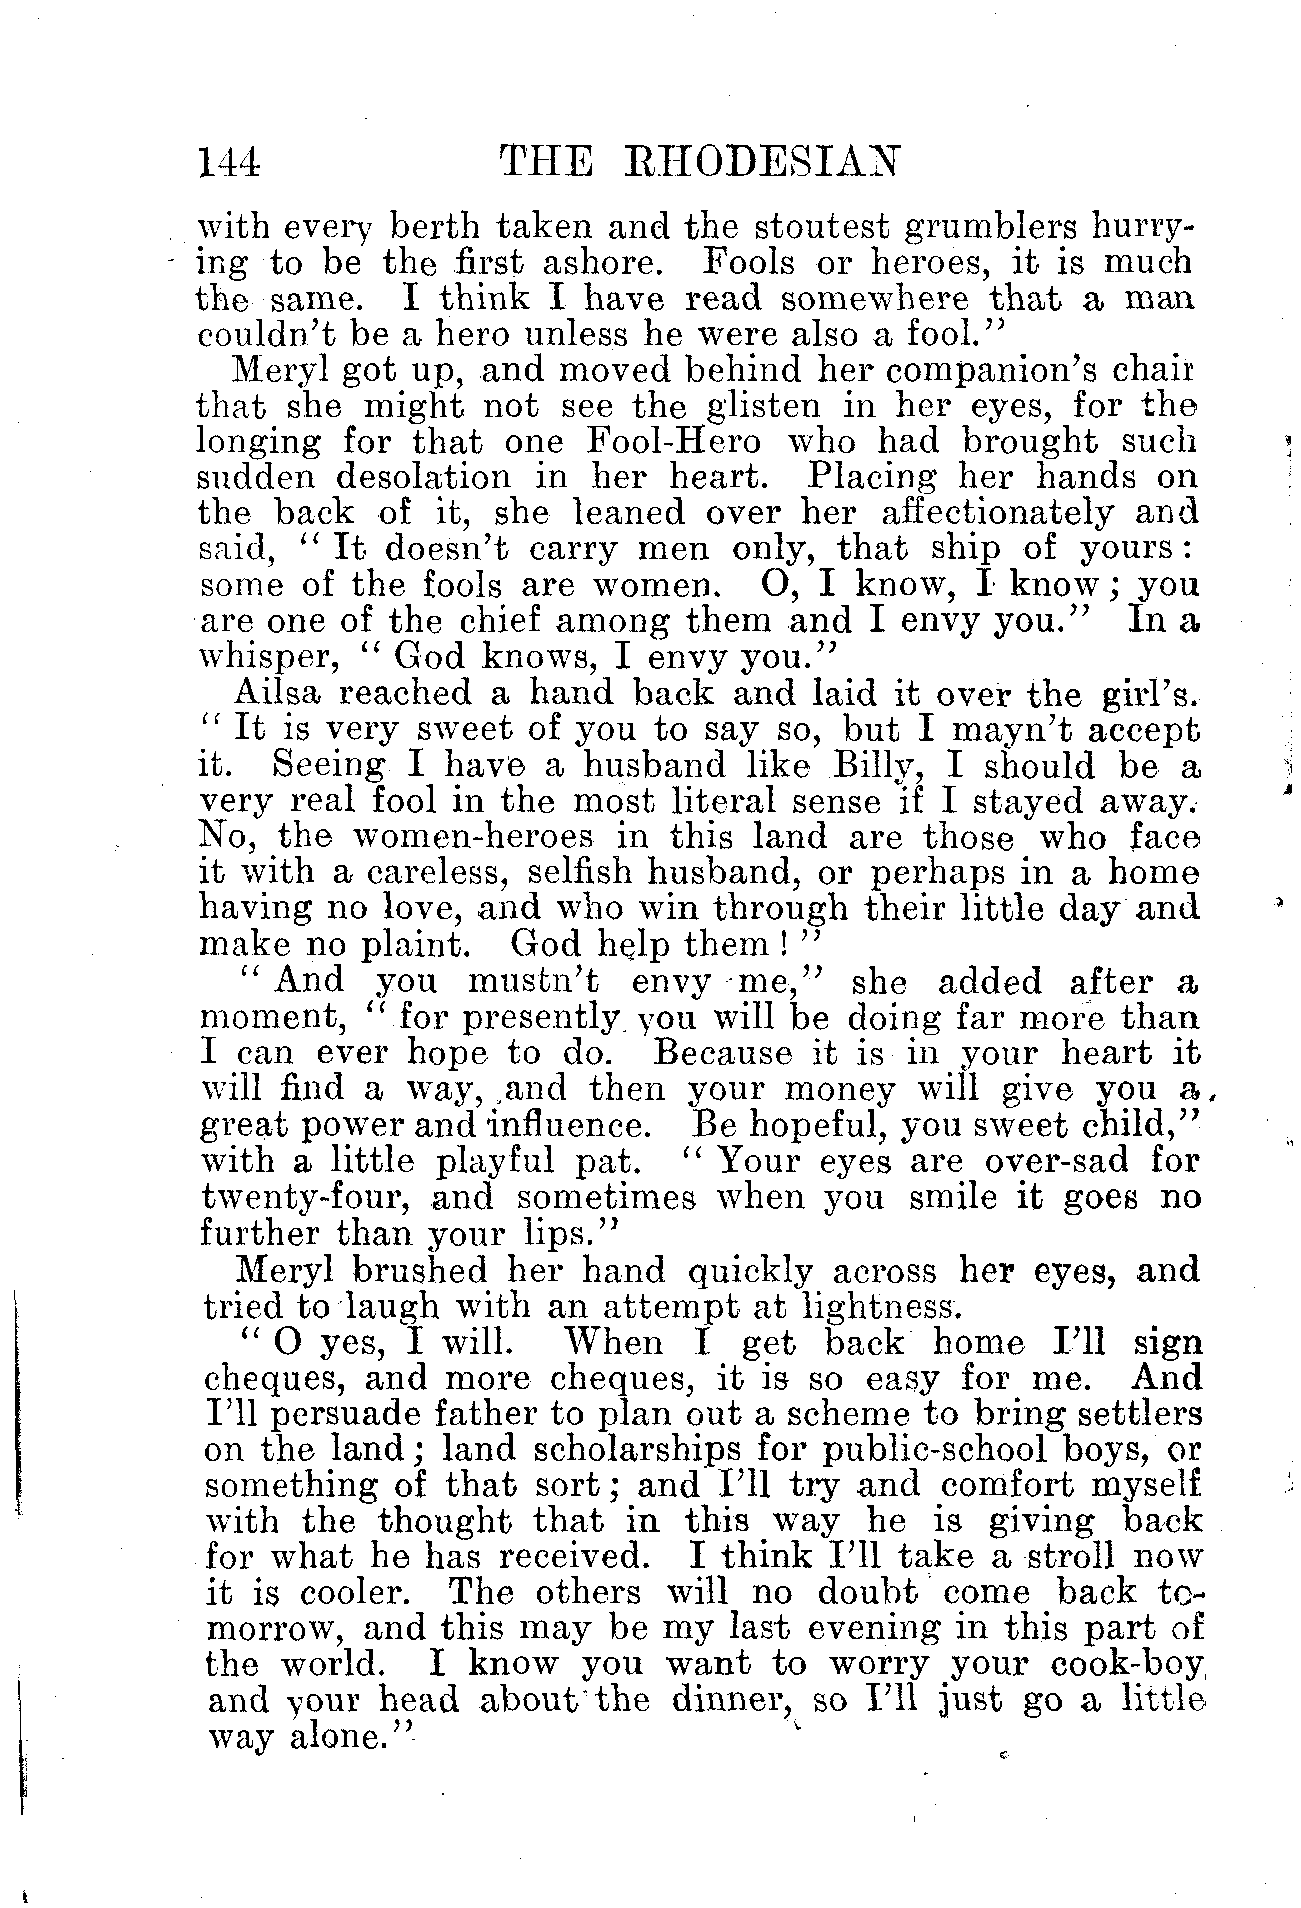 144 THE RHODESIAN
with every berth taken and the stoutest grumblers hurry-
ing to be the first ashore. Fools or heroes, it is much
the same. I think I have read somewhere that a man
couldn't be a hero unless he were also a fool."
Meryl got up, and moved behind her companion's chair
that she might not see the glisten in her eyes, for the
longing for that one Fool-Hero who had brought such
sudden desolation in her heart. Placing her hands on
the back of it, she leaned over her affectionately and
said, " It doesn't carry men only, that ship of yours :
some of the fools are women. O, I know, I know ; you
are one of the chief among them and I envy you." In a
whisper, " God knows, I envy you."
Ailsa reached a hand back and laid it over the girl's.
" It is very sweet of you to say so, but I mayn't accept
it. Seeing I have a husband like Billy, I should be a
very real fool in the most literal sense if I stayed away.
No, the women-heroes in this land are those who face
it with a careless, selfish husband, or perhaps in a home
having no love, and who win through their little day and
make no plaint. God help them ! "
" And you mustn't envy me," she added after a
moment, " for presently you will be doing far more than
I can ever hope to do. Because it is in your heart it
will find a way, and then your money will give you a
great power and influence. Be hopeful, you sweet child,"
with a little playful pat. " Your eyes are over-sad for
twenty-four, and sometimes when you smile it goes no
further than your lips."
Meryl brushed her hand quickly across her eyes, and
tried to laugh with an attempt at lightness.
" O yes, I will. When I get back home I'll sign
cheques, and more cheques, it is so easy for me. And
I'll persuade father to plan out a scheme to bring settlers
on the land ; land scholarships for public-school boys, or
something of that sort ; and I'll try and comfort myself
with the thought that in this way he is giving back
for what he has received. I think I'll take a stroll now
it is cooler. The others will no doubt come back to-
morrow, and this may be my last evening in this part of
the world. I know you want to worry your cook-boy
and your head about the dinner, so I'll just go a little
way alone."